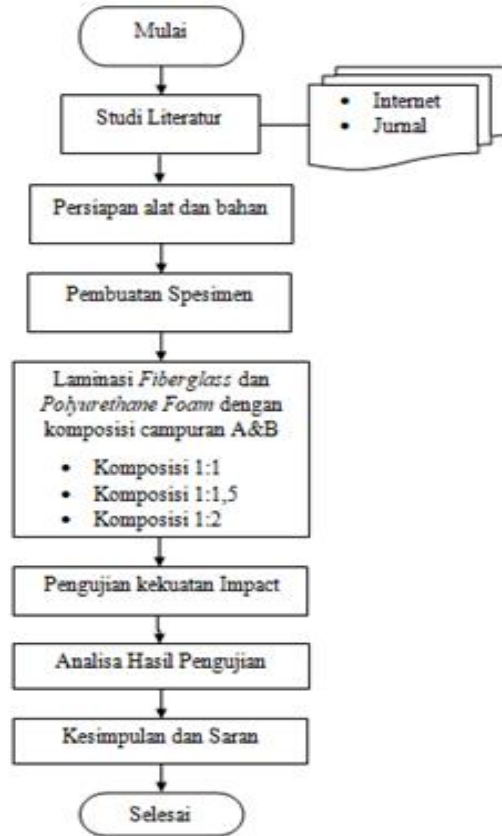 Mulai
Studi Literatur
• Internet
• Jurnal
Persiapan alat dan bahan
Pembuatan Spesimen
Laminasi Fiberglass dan
Polyurethane Foam dengan
komposisi campuran A&B
• Komposisi 1:1
• Komposisi 1:1,5
• Komposisi 1:2
Pengujian kekuatan Impact
Analisa Hasil Pengujian
Kesimpulan dan Saran
Selesai